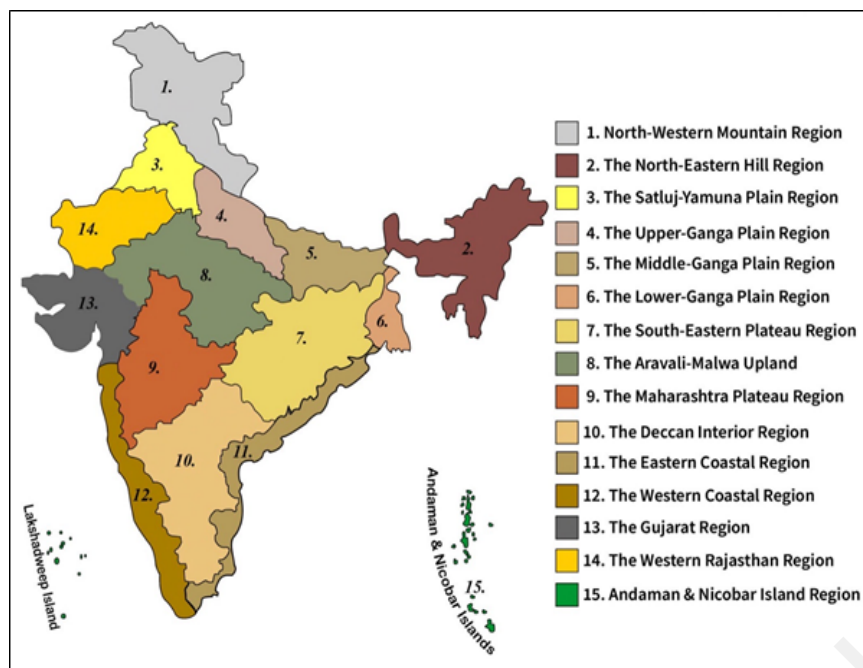 1.
3.
14.
4.
5.
2.
13.
8.
6.
7.
9.
10.
11.
12.
15.
Lakshadweep Island
Andaman & Nicobar Islands
1. North-Western Mountain Region
2. The North-Eastern Hill Region
3. The Satluj-Yamuna Plain Region
4. The Upper-Ganga Plain Region
5. The Middle-Ganga Plain Region
6. The Lower-Ganga Plain Region
7. The South-Eastern Plateau Region
8. The Aravali-Malwa Upland
9. The Maharashtra Plateau Region
10. The Deccan Interior Region
11. The Eastern Coastal Region
12. The Western Coastal Region
13. The Gujarat Region
14. The Western Rajasthan Region
15. Andaman & Nicobar Island Region